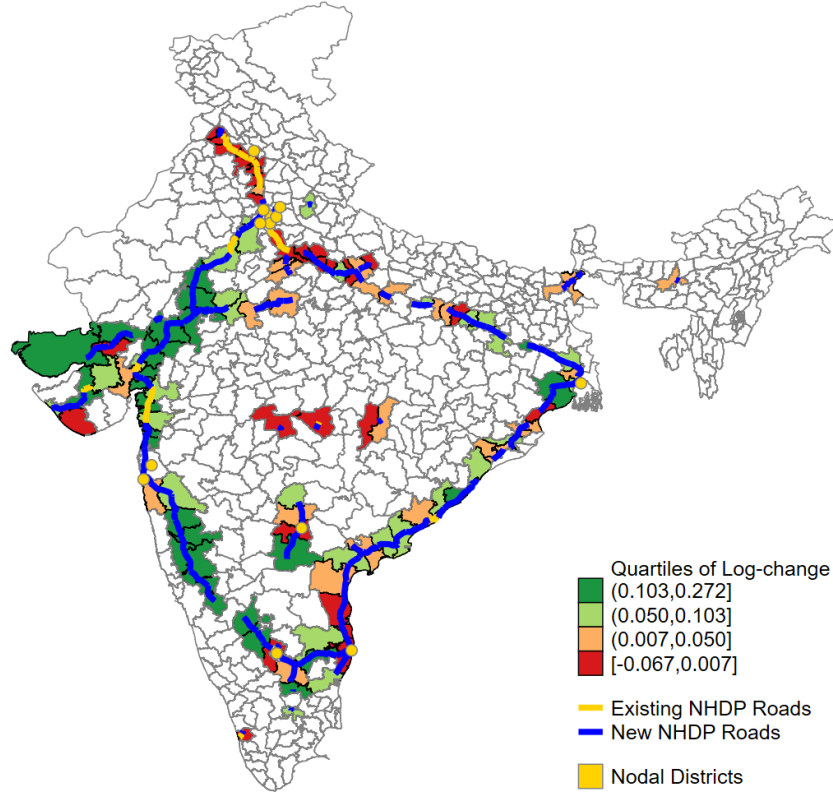 Quartiles of Log-change
(0.103,0.272]
(0.050,0.103]
(0.007,0.050]
[-0.067,0.007]
Existing NHDP Roads
New NHDP Roads
Nodal Districts